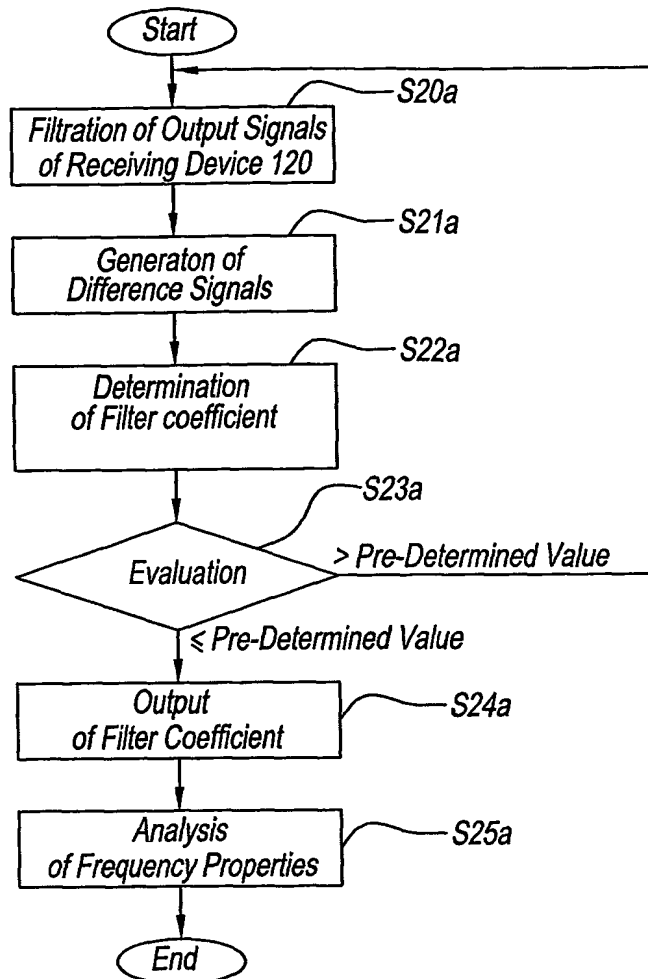 Start
S20a
Filtration of Output Signals
of Receiving Device 120
S21a
Generaton of
Difference Signals
S22a
Determination
of Filter coefficient
S23a
Evaluation
> Pre-Determined Value
≤ Pre-Determined Value
Output
of Filter Coefficient
S24a
Analysis
of Frequency Properties
S25a
End